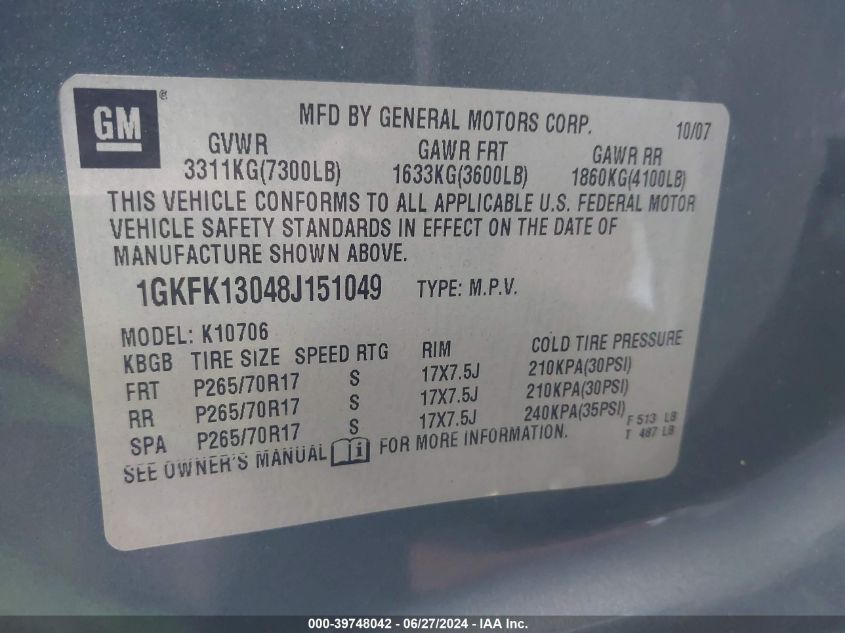 GM ®
MFD BY GENERAL MOTORS CORP. 10/07
GVWR GAWR FRT GAWR RR
3311KG(7300LB) 1633KG(3600LB) 1860KG(4100LB)
THIS VEHICLE CONFORMS TO ALL APPLICABLE U.S. FEDERAL MOTOR
VEHICLE SAFETY STANDARDS IN EFFECT ON THE DATE OF
MANUFACTURE SHOWN ABOVE.
1GKFK13048J151049 TYPE: M.P.V.
MODEL: K10706
KBGB TIRE SIZE SPEED RTG RIM COLD TIRE PRESSURE
FRT P265/70R17 S 17X7.5J 210KPA(30PSI)
RR P265/70R17 S 17X7.5J 210KPA(30PSI)
SPA P265/70R17 S 17X7.5J 240KPA(35PSI)
F 513 LB
T 487 LB
SEE OWNER'S MANUAL i FOR MORE INFORMATION.
000-39748042 - 06/27/2024 - IAA Inc.